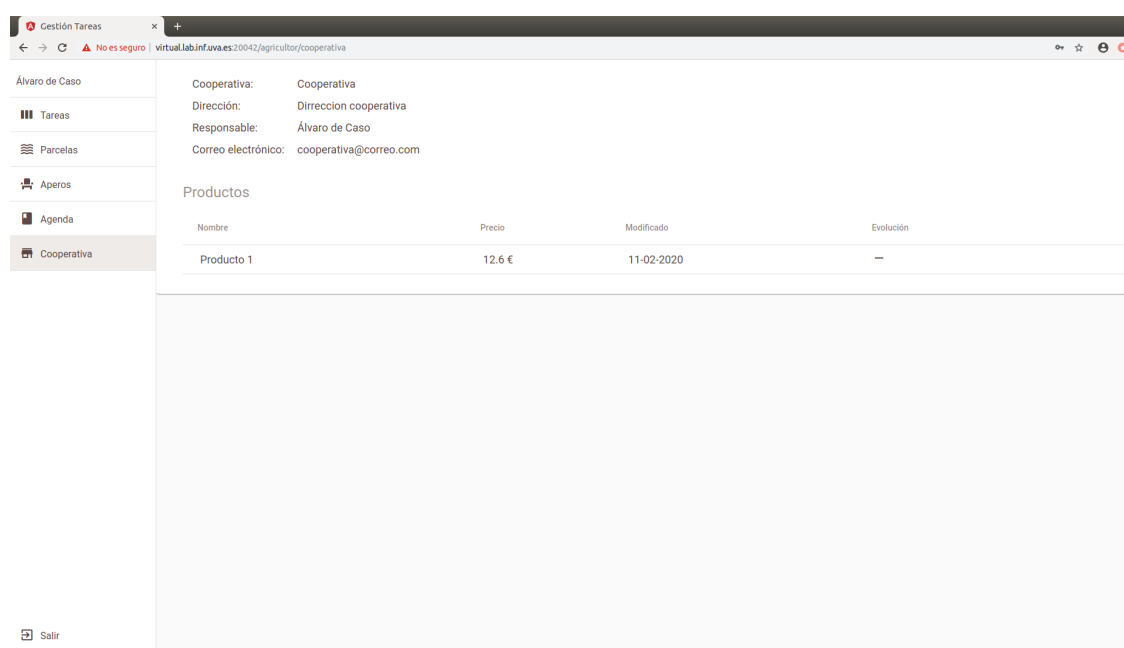 Gestión Tareas
No es seguro | virtual.lab.inf.uva.es:20042/agricultor/cooperativa
Álvaro de Caso
Tareas
Parcelas
Aperos
Agenda
Cooperativa
Salir
Cooperativa: Cooperativa
Dirección: Dirreccion cooperativa
Responsable: Álvaro de Caso
Correo electrónico: cooperativa@correo.com
Productos
Nombre Precio Modificado Evolución
Producto 1 12.6 € 11-02-2020 —